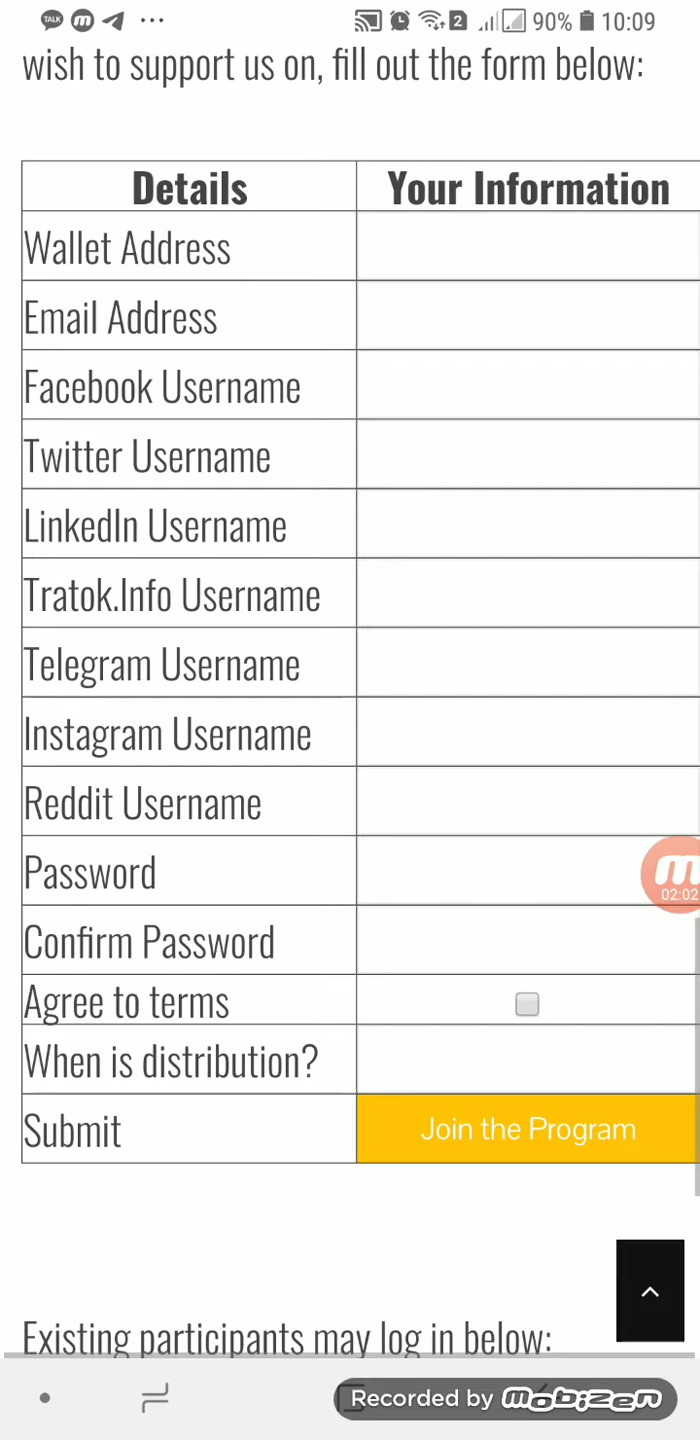 TALK m ... 2 90% 10:09
wish to support us on, fill out the form below:
Details Your Information
Wallet Address
Email Address
Facebook Username
Twitter Username
LinkedIn Username
Tratok.Info Username
Telegram Username
Instagram Username
Reddit Username
Password
m
02:02
Confirm Password
Agree to terms
When is distribution?
Submit Join the Program
Existing participants may log in below:
Recorded by mobizen